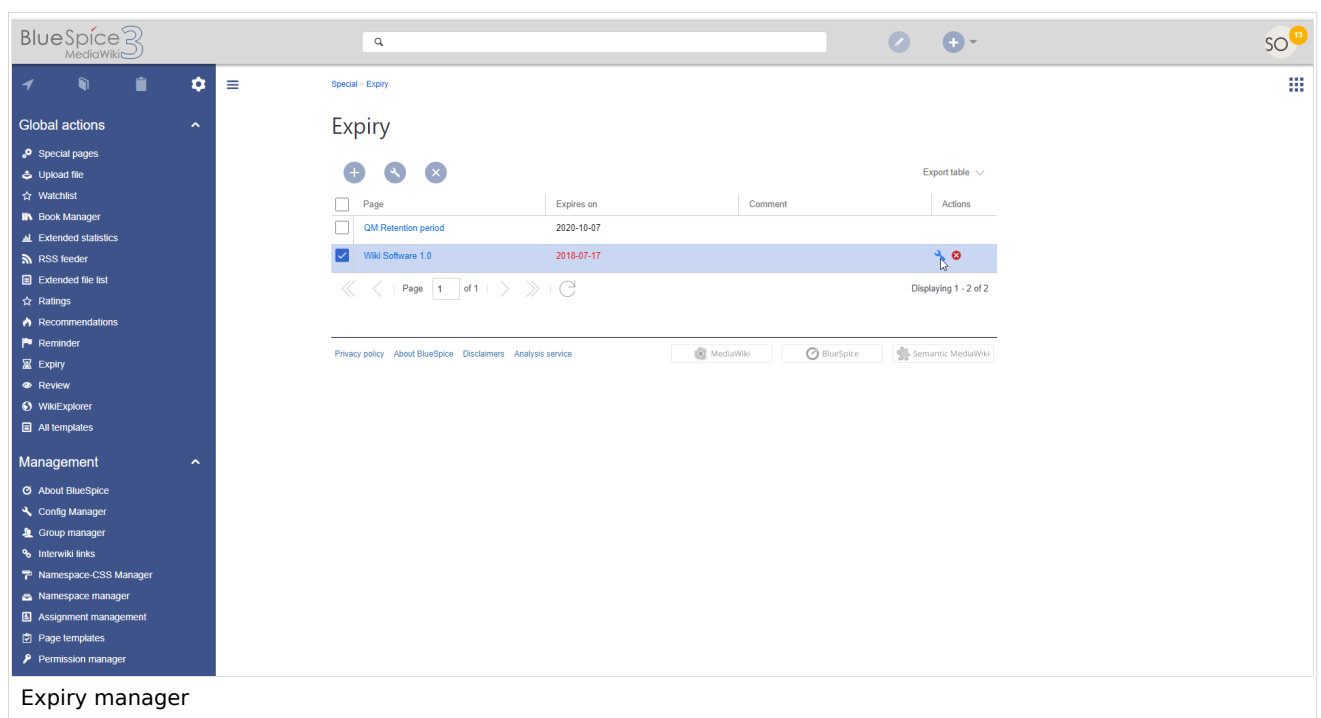 BlueSpice 3
MediaWiki
SO
13
Special > Expiry
Expiry
Export table
Page Expires on Comment Actions
QM:Retention period 2020-10-07
Wiki Software 1.0 2018-07-17
Page 1 of 1
Displaying 1 - 2 of 2
Privacy policy About BlueSpice Disclaimers Analysis service
MediaWiki BlueSpice Semantic MediaWiki
Global actions
Special pages
Upload file
Watchlist
Book Manager
Extended statistics
RSS feeder
Extended file list
Ratings
Recommendations
Reminder
Expiry
Review
WikiExplorer
All templates
Management
About BlueSpice
Config Manager
Group manager
Interwiki links
Namespace-CSS Manager
Namespace manager
Assignment management
Page templates
Permission manager
Expiry manager